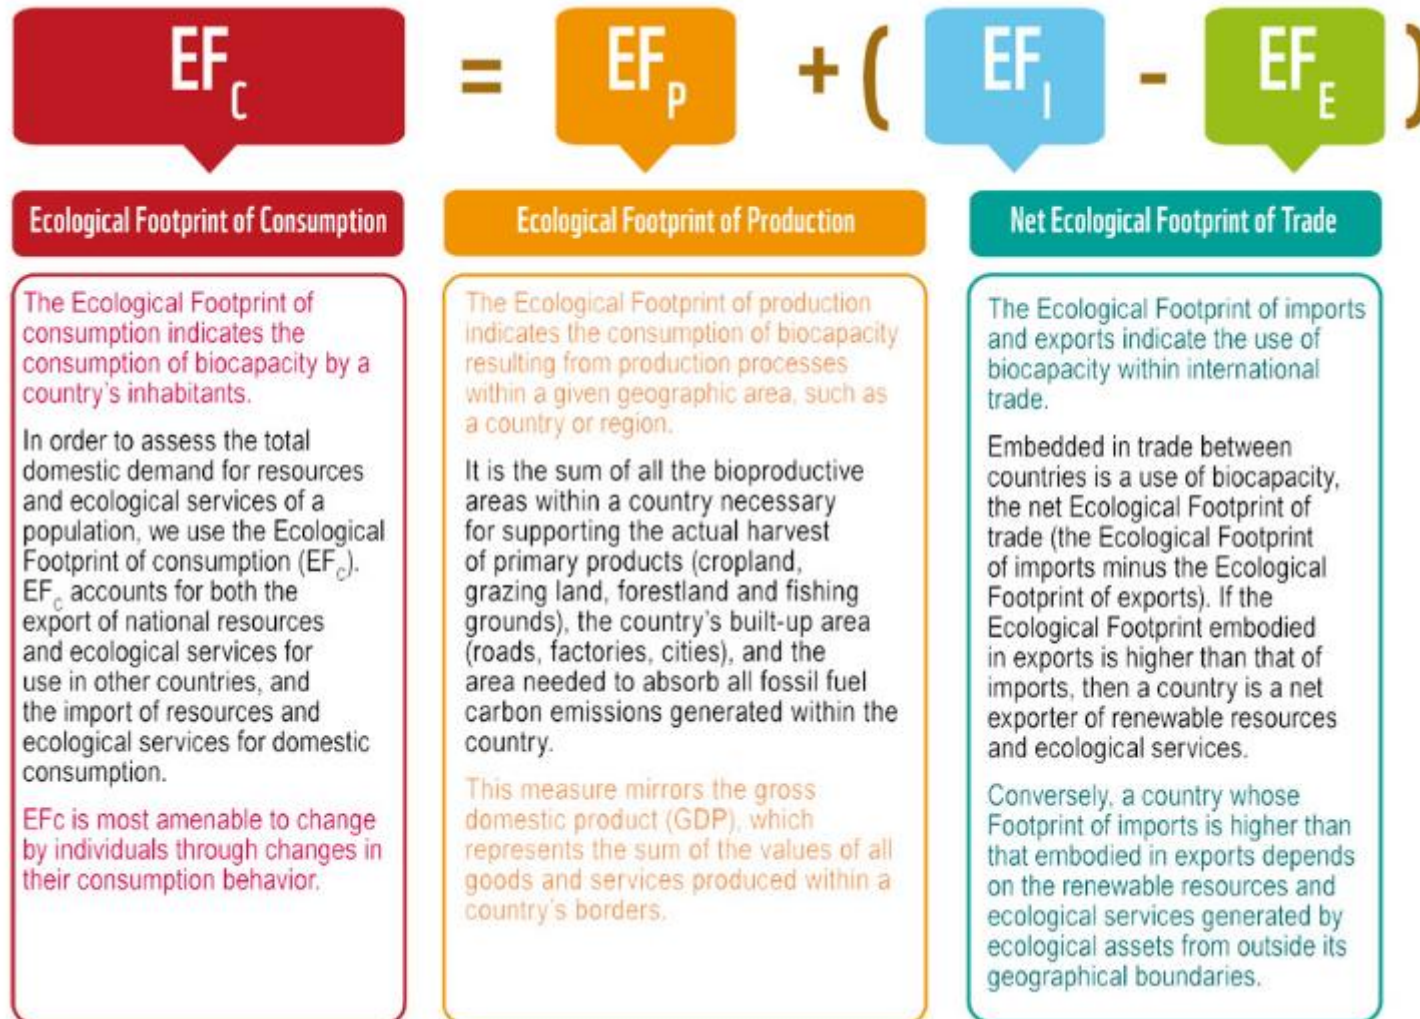 EF_C = EF_P + ( EF_I - EF_E )
Ecological Footprint of Consumption
The Ecological Footprint of
consumption indicates the
consumption of biocapacity by a
country's inhabitants.
In order to assess the total
domestic demand for resources
and ecological services of a
population, we use the Ecological
Footprint of consumption (EF_c).
EF_c accounts for both the
export of national resources
and ecological services for
use in other countries, and
the import of resources and
ecological services for domestic
consumption.
EFc is most amenable to change
by individuals through changes in
their consumption behavior.
Ecological Footprint of Production
The Ecological Footprint of production
indicates the consumption of biocapacity
resulting from production processes
within a given geographic area, such as
a country or region.
It is the sum of all the bioproductive
areas within a country necessary
for supporting the actual harvest
of primary products (cropland,
grazing land, forestland and fishing
grounds), the country's built-up area
(roads, factories, cities), and the
area needed to absorb all fossil fuel
carbon emissions generated within the
country.
This measure mirrors the gross
domestic product (GDP), which
represents the sum of the values of all
goods and services produced within a
country's borders.
Net Ecological Footprint of Trade
The Ecological Footprint of imports
and exports indicate the use of
biocapacity within international
trade.
Embedded in trade between
countries is a use of biocapacity,
the net Ecological Footprint of
trade (the Ecological Footprint
of imports minus the Ecological
Footprint of exports). If the
Ecological Footprint embodied
in exports is higher than that of
imports, then a country is a net
exporter of renewable resources
and ecological services.
Conversely, a country whose
Footprint of imports is higher than
that embodied in exports depends
on the renewable resources and
ecological services generated by
ecological assets from outside its
geographical boundaries.